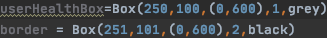 userHealthBox=Box(250,100,(0,600),1,grey)
border = Box(251,101,(0,600),2,black)